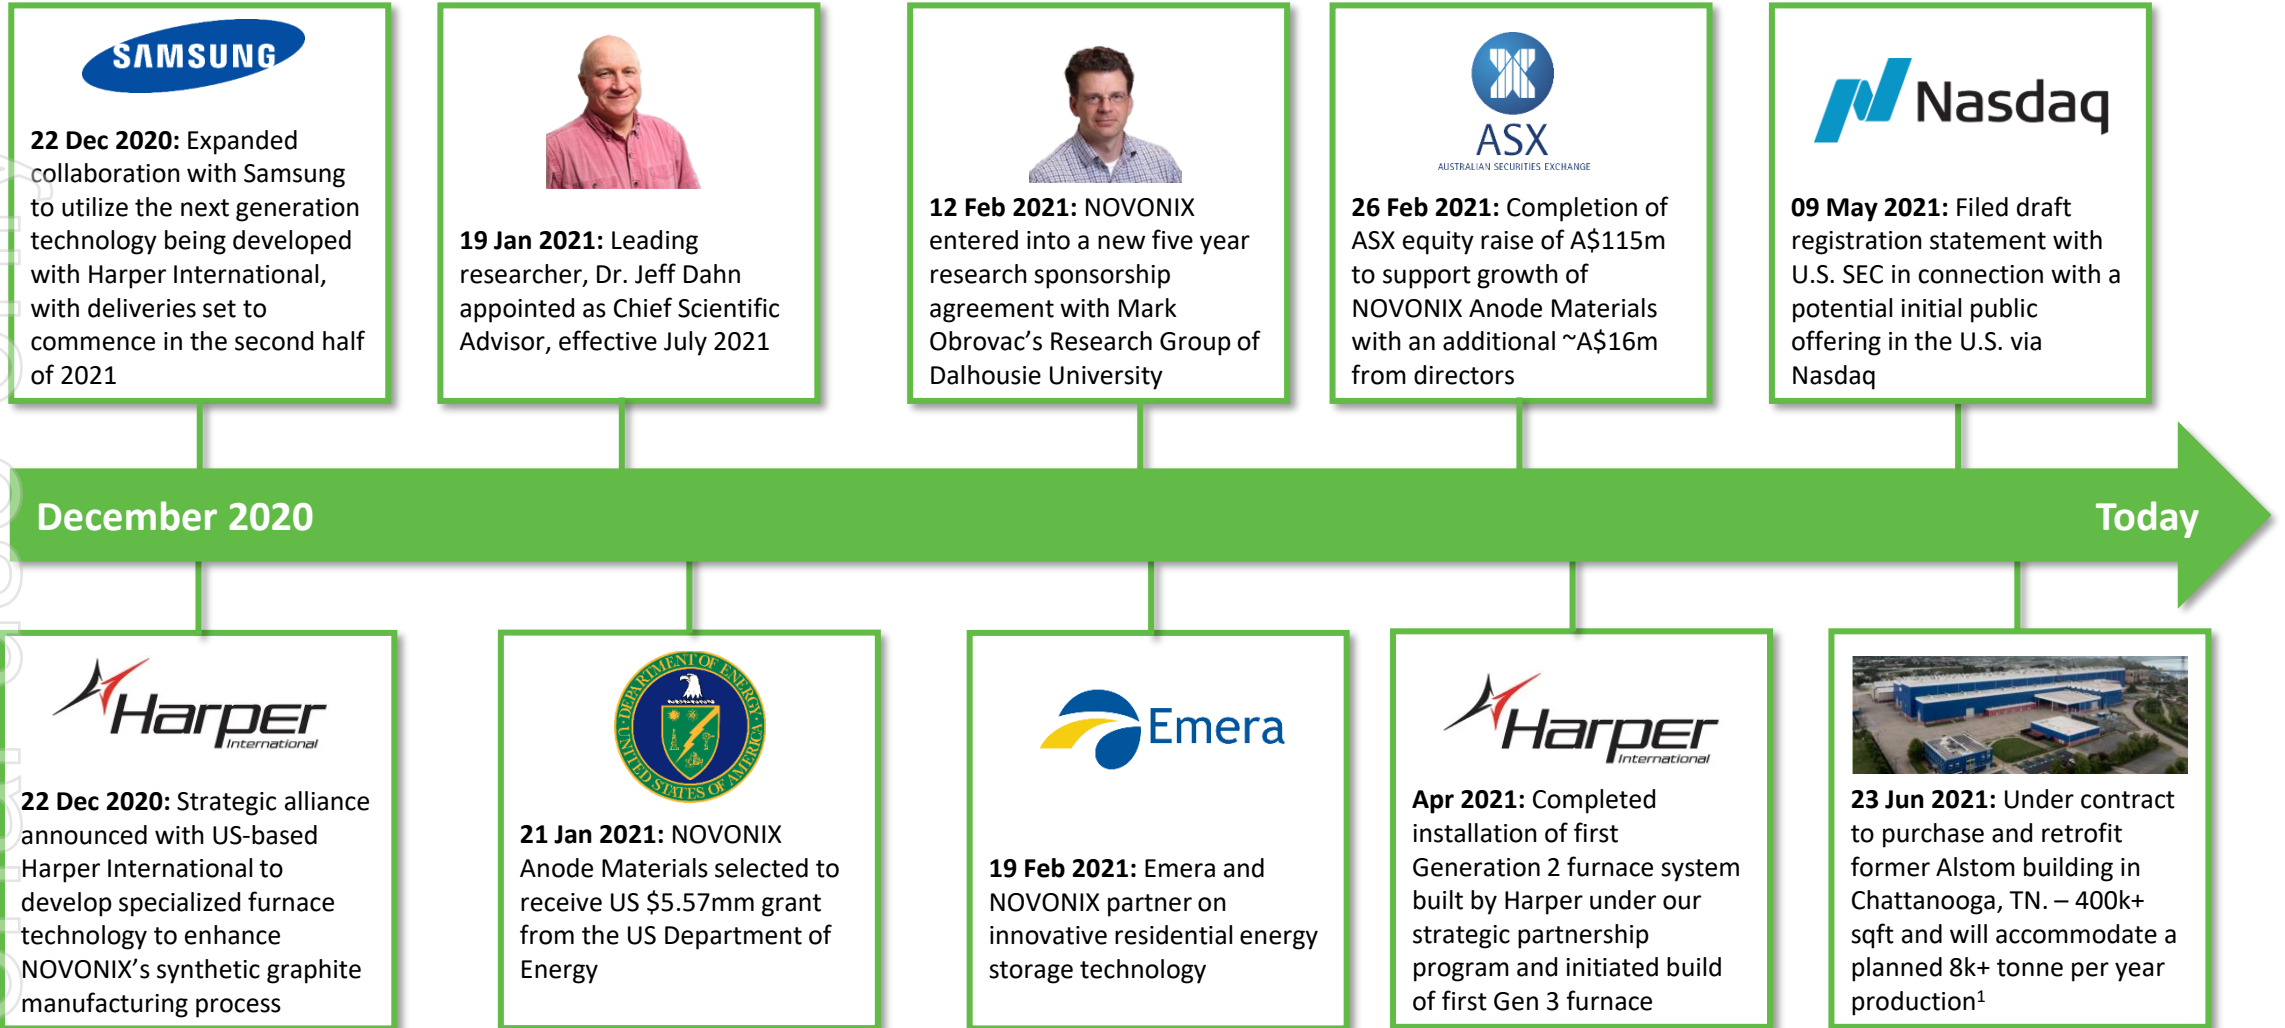 SAMSUNG
22 Dec 2020: Expanded
collaboration with Samsung
to utilize the next generation
technology being developed
with Harper International,
with deliveries set to
commence in the second half
of 2021
19 Jan 2021: Leading
researcher, Dr. Jeff Dahn
appointed as Chief Scientific
Advisor, effective July 2021
12 Feb 2021: NOVONIX
entered into a new five year
research sponsorship
agreement with Mark
Obrovac’s Research Group of
Dalhousie University
ASX
AUSTRALIAN SECURITIES EXCHANGE
26 Feb 2021: Completion of
ASX equity raise of A$115m
to support growth of
NOVONIX Anode Materials
with an additional ~A$16m
from directors
Nasdaq
09 May 2021: Filed draft
registration statement with
U.S. SEC in connection with a
potential initial public
offering in the U.S. via
Nasdaq
December 2020
Today
Harper
International
22 Dec 2020: Strategic alliance
announced with US-based
Harper International to
develop specialized furnace
technology to enhance
NOVONIX’s synthetic graphite
manufacturing process
DEPARTMENT OF ENERGY
UNITED STATES OF AMERICA
21 Jan 2021: NOVONIX
Anode Materials selected to
receive US $5.57mm grant
from the US Department of
Energy
Emera
19 Feb 2021: Emera and
NOVONIX partner on
innovative residential energy
storage technology
Harper
International
Apr 2021: Completed
installation of first
Generation 2 furnace system
built by Harper under our
strategic partnership
program and initiated build
of first Gen 3 furnace
23 Jun 2021: Under contract
to purchase and retrofit
former Alstom building in
Chattanooga, TN. – 400k+
sqft and will accommodate a
planned 8k+ tonne per year
production¹